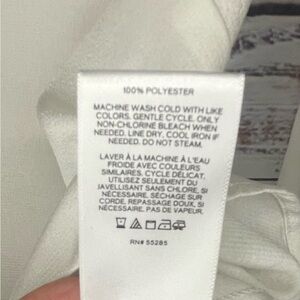 100% POLYESTER
MACHINE WASH COLD WITH LIKE
COLORS. GENTLE CYCLE. ONLY
NON-CHLORINE BLEACH WHEN
NEEDED. LINE DRY. COOL IRON IF
NEEDED. DO NOT STEAM.
LAVER À LA MACHINE À L'EAU
FROIDE AVEC COULEURS
SIMILAIRES. CYCLE DÉLICAT,
UTILISEZ SEULEMENT DU
JAVELLISANT SANS CHLORE, SI
NÉCESSAIRE. SÉCHAGE SUR
CORDE. REPASSAGE DOUX, SI
NÉCESSAIRE. PAS DE VAPEUR.
RN# 55285